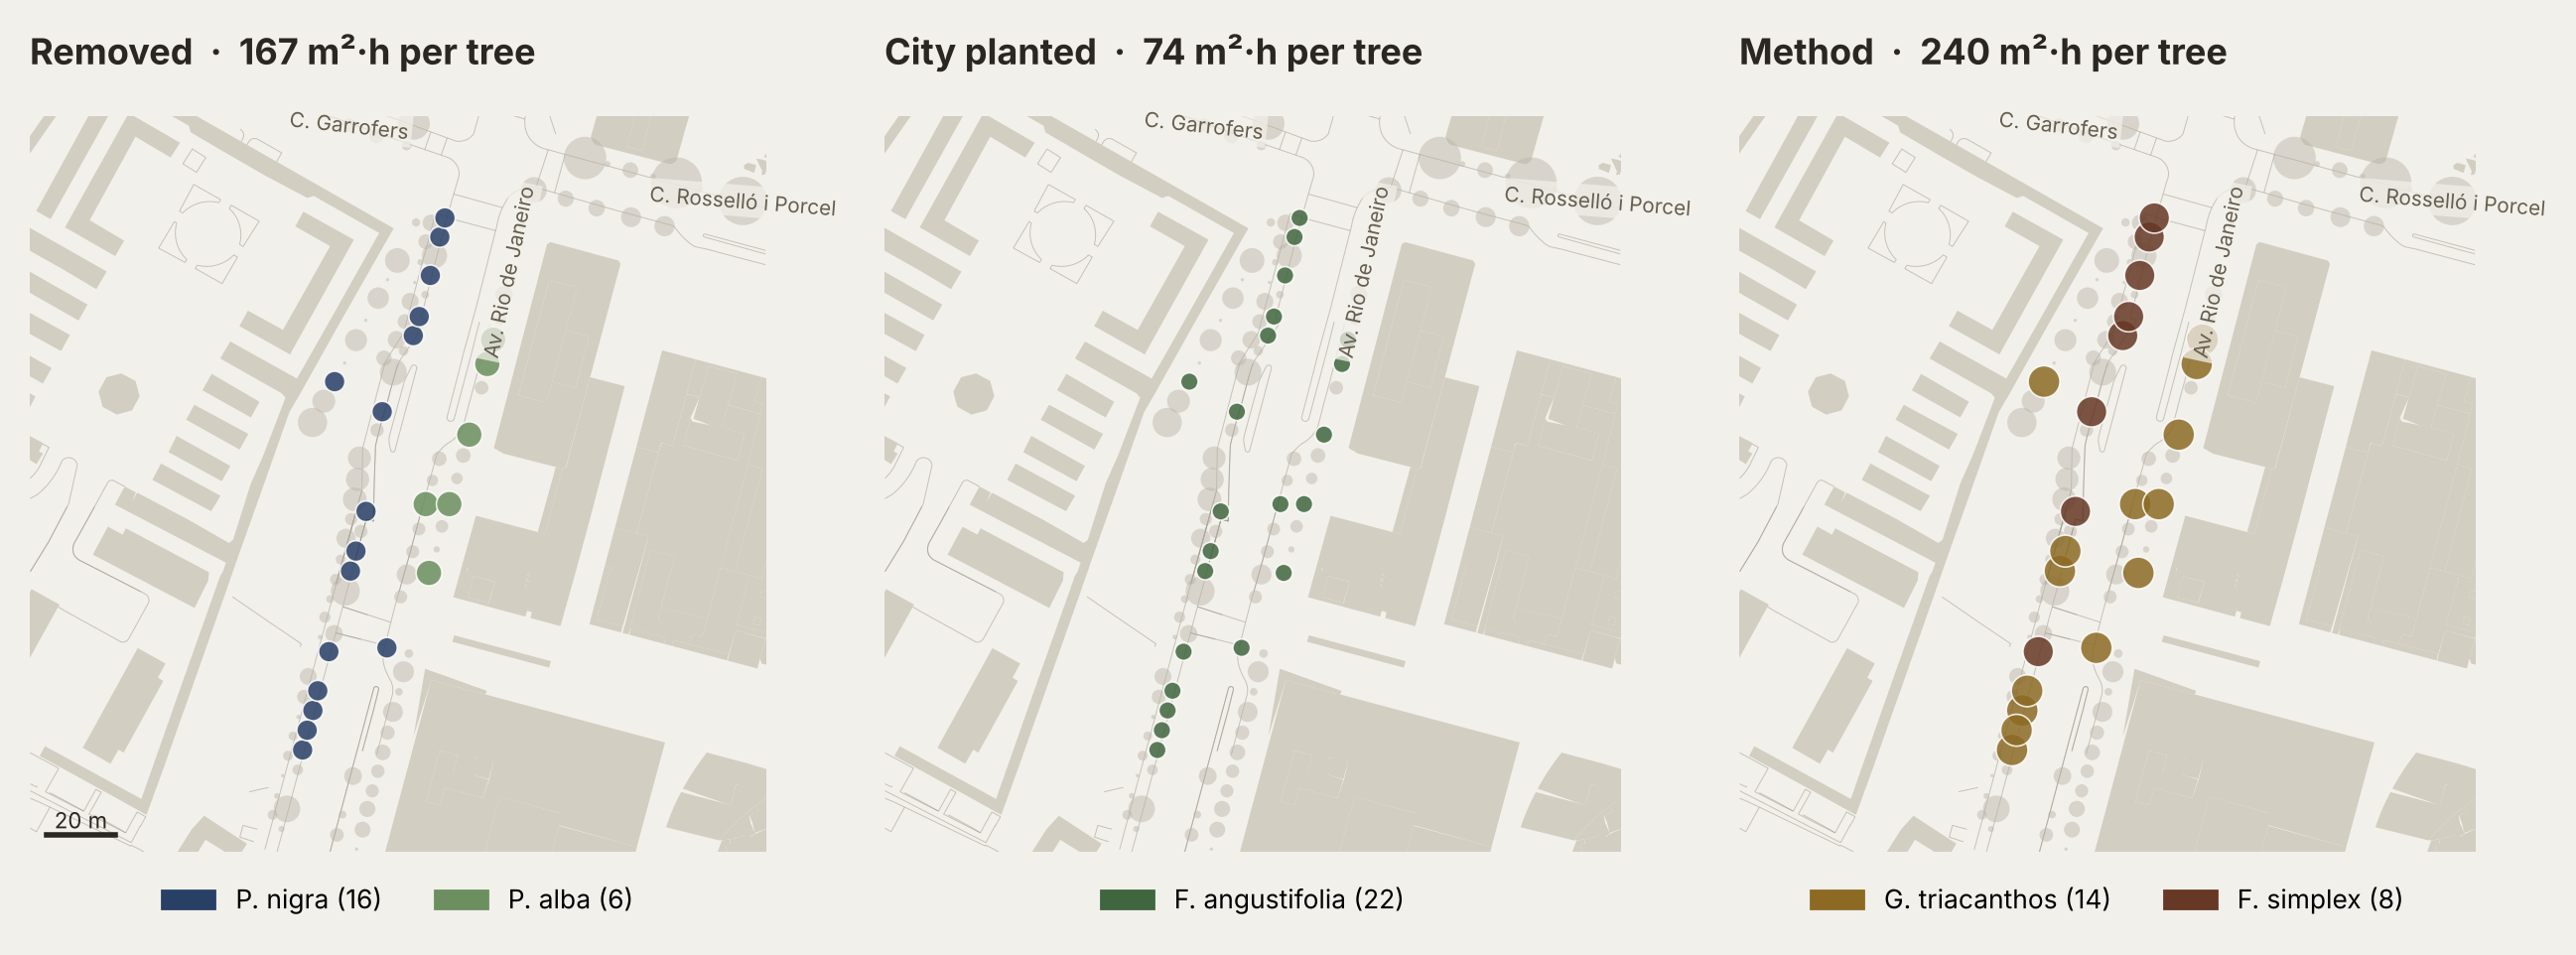 Removed · 167 m²·h per tree
City planted · 74 m²·h per tree
Method · 240 m²·h per tree
C. Garrofers
C. Rosselló i Porcel
Av. Rio de Janeiro
20 m
C. Garrofers
C. Rosselló i Porcel
Av. Rio de Janeiro
C. Garrofers
C. Rosselló i Porcel
Av. Rio de Janeiro
P. nigra (16)
P. alba (6)
F. angustifolia (22)
G. triacanthos (14)
F. simplex (8)